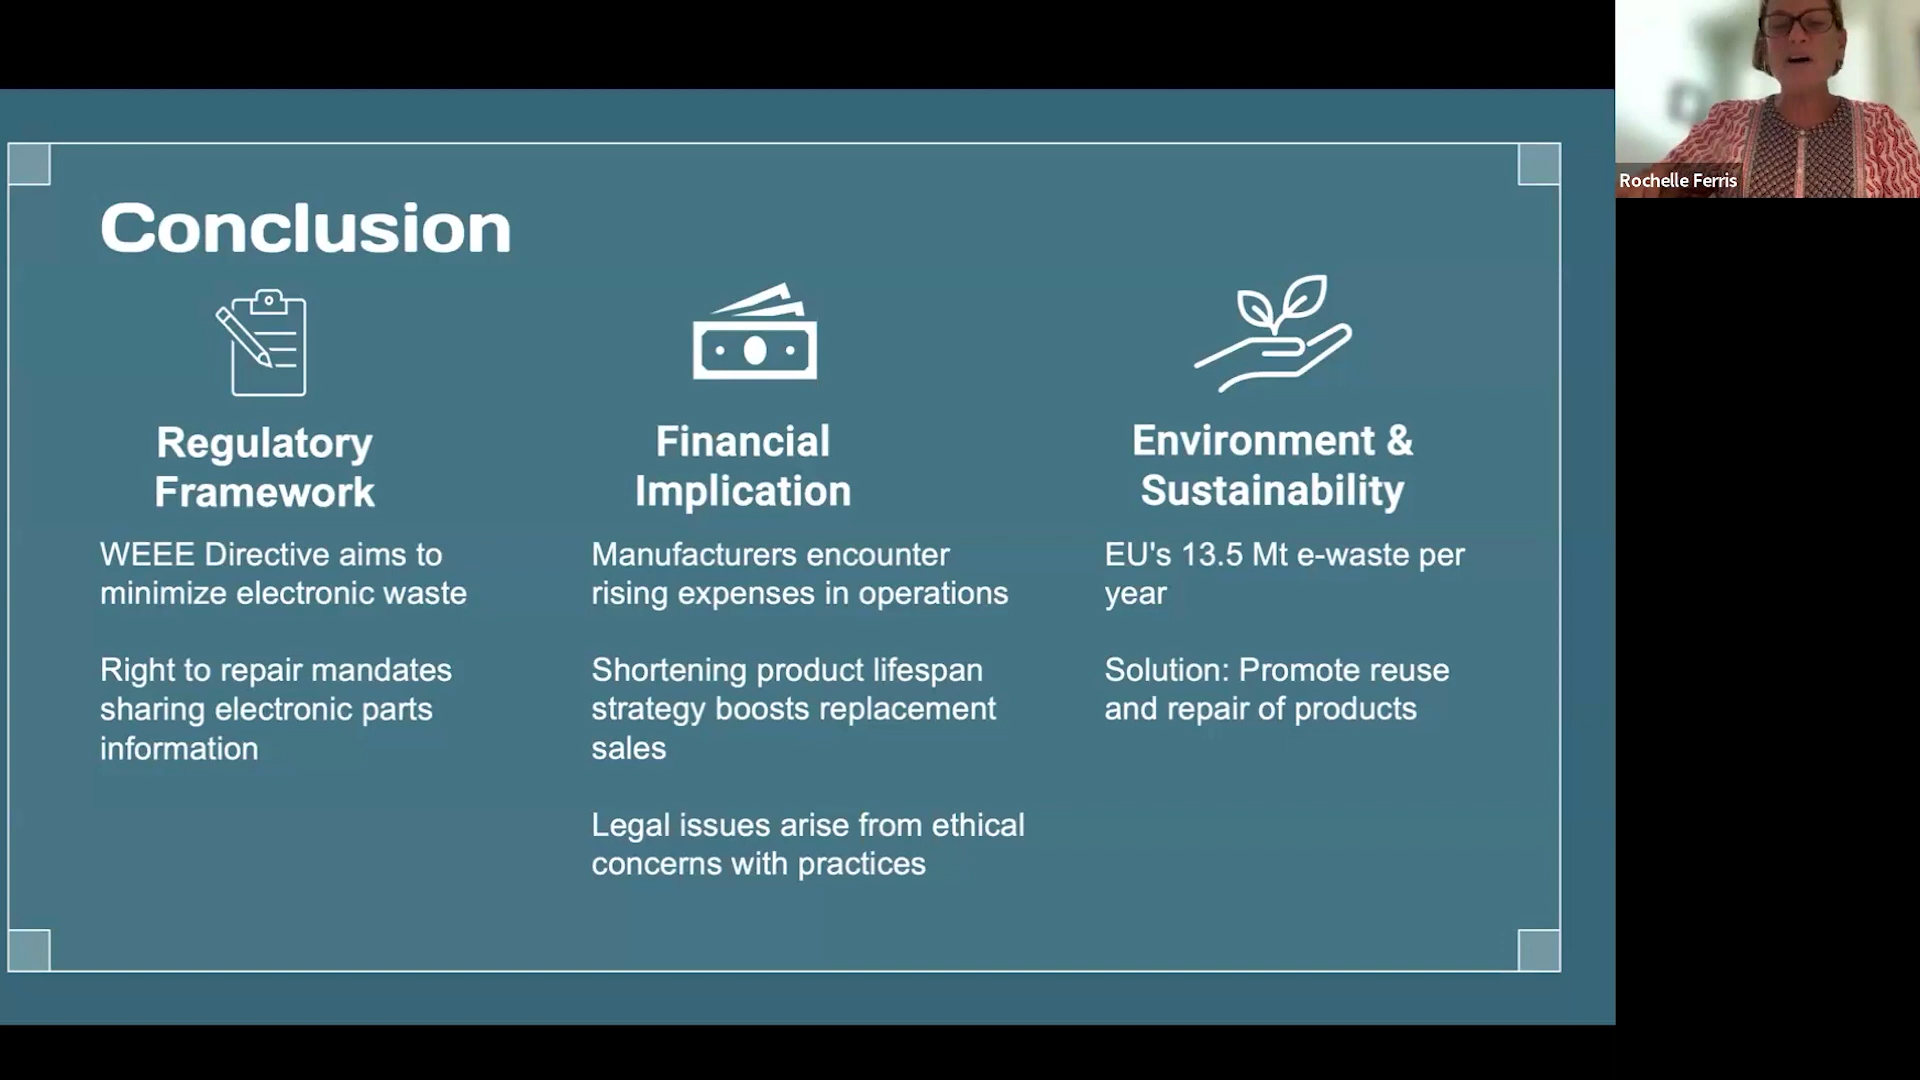 Conclusion
Regulatory
Framework
WEEE Directive aims to
minimize electronic waste
Right to repair mandates
sharing electronic parts
information
Financial
Implication
Manufacturers encounter
rising expenses in operations
Shortening product lifespan
strategy boosts replacement
sales
Legal issues arise from ethical
concerns with practices
Environment &
Sustainability
EU's 13.5 Mt e-waste per
year
Solution: Promote reuse
and repair of products
Rochelle Ferris